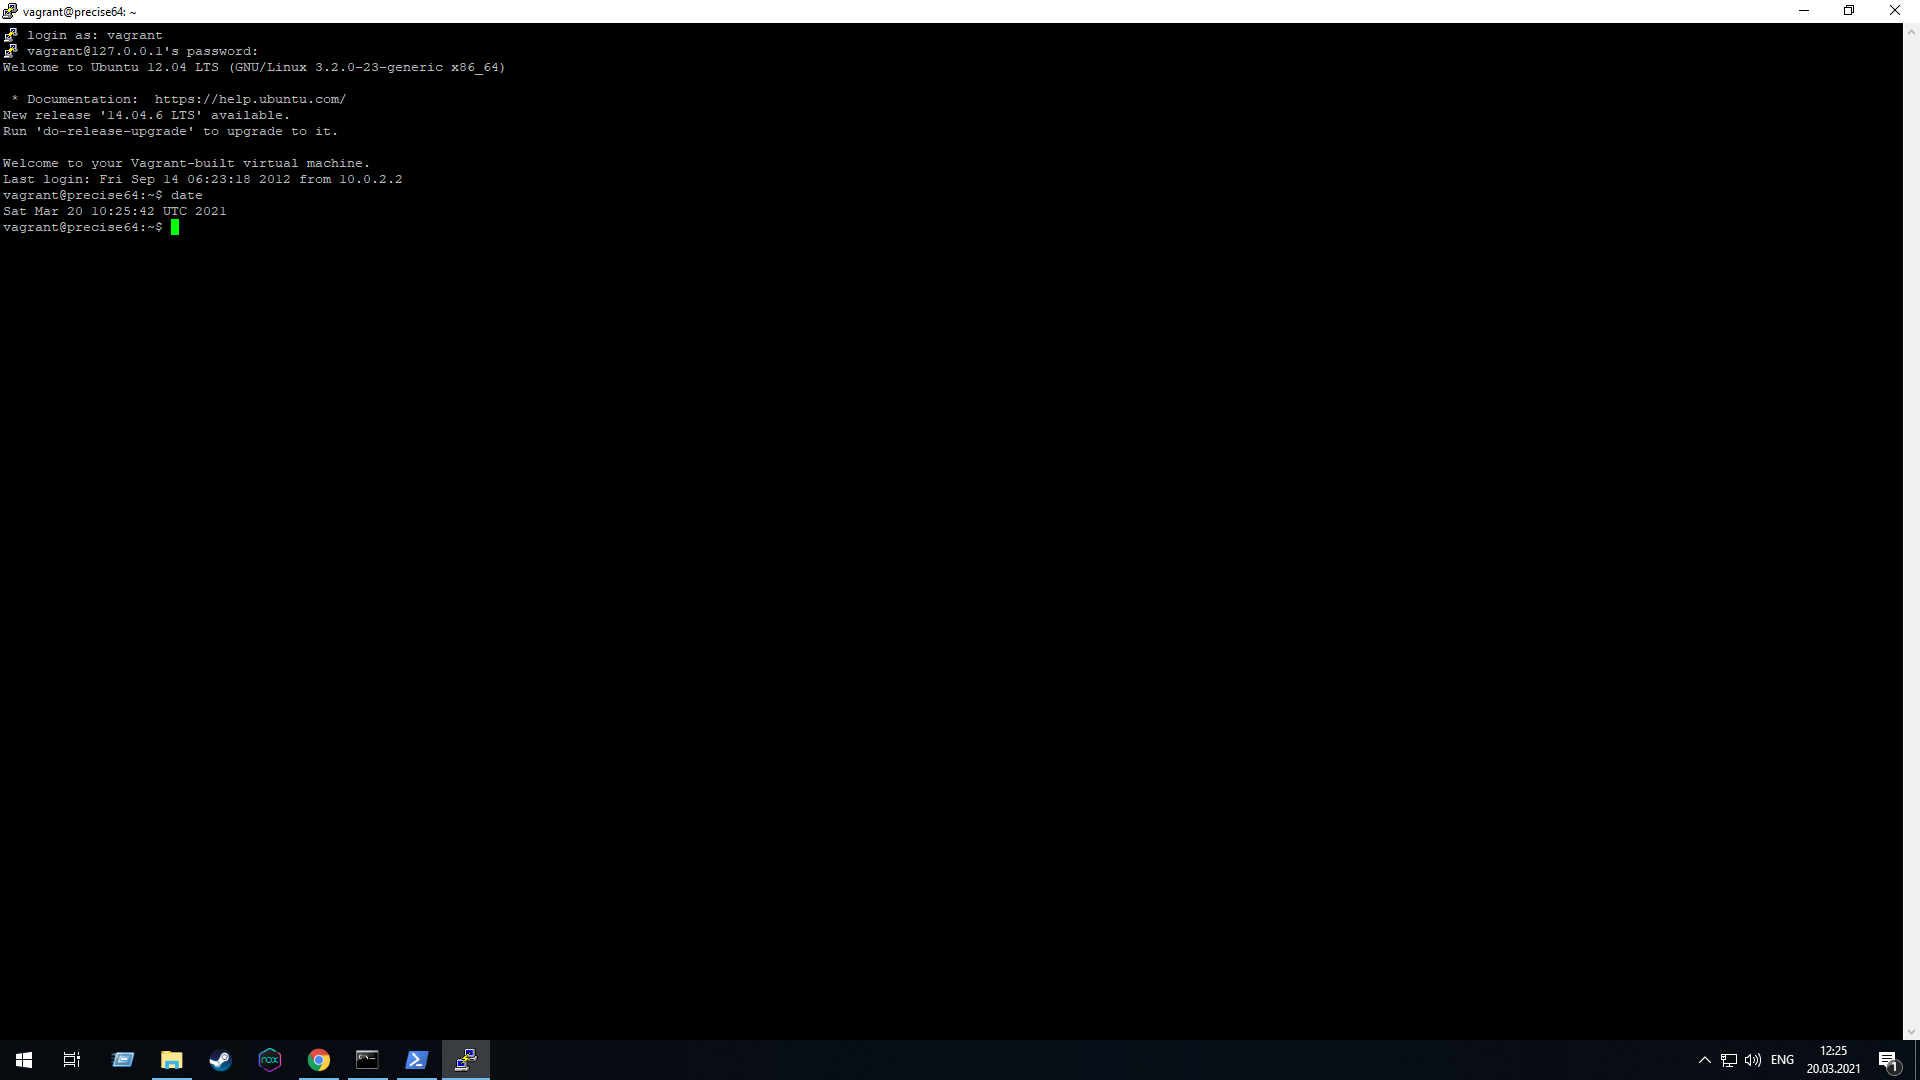 vagrant@precise64: ~
login as: vagrant
vagrant@127.0.0.1's password:
Welcome to Ubuntu 12.04 LTS (GNU/Linux 3.2.0-23-generic x86_64)
* Documentation:  https://help.ubuntu.com/
New release '14.04.6 LTS' available.
Run 'do-release-upgrade' to upgrade to it.
Welcome to your Vagrant-built virtual machine.
Last login: Fri Sep 14 06:23:18 2012 from 10.0.2.2
vagrant@precise64:~$ date
Sat Mar 20 10:25:42 UTC 2021
vagrant@precise64:~$
nox
ENG
12:25
20.03.2021
1